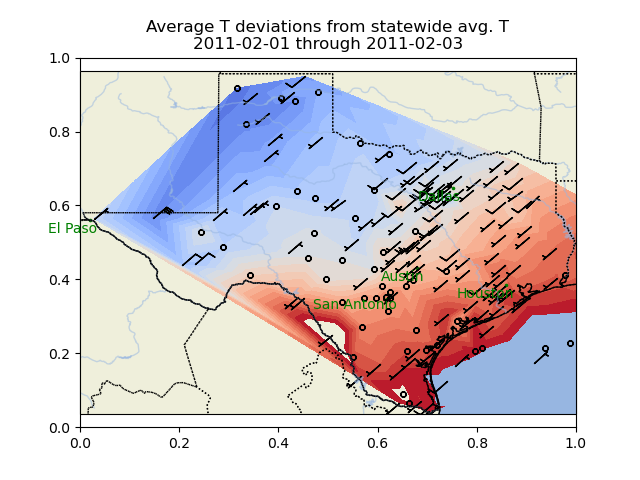 Average T deviations from statewide avg. T
2011-02-01 through 2011-02-03
1.0
0.8
0.6
0.4
0.2
0.0
Dallas
El Paso
Austin
Houston
San Antonio
0.0 0.2 0.4 0.6 0.8 1.0